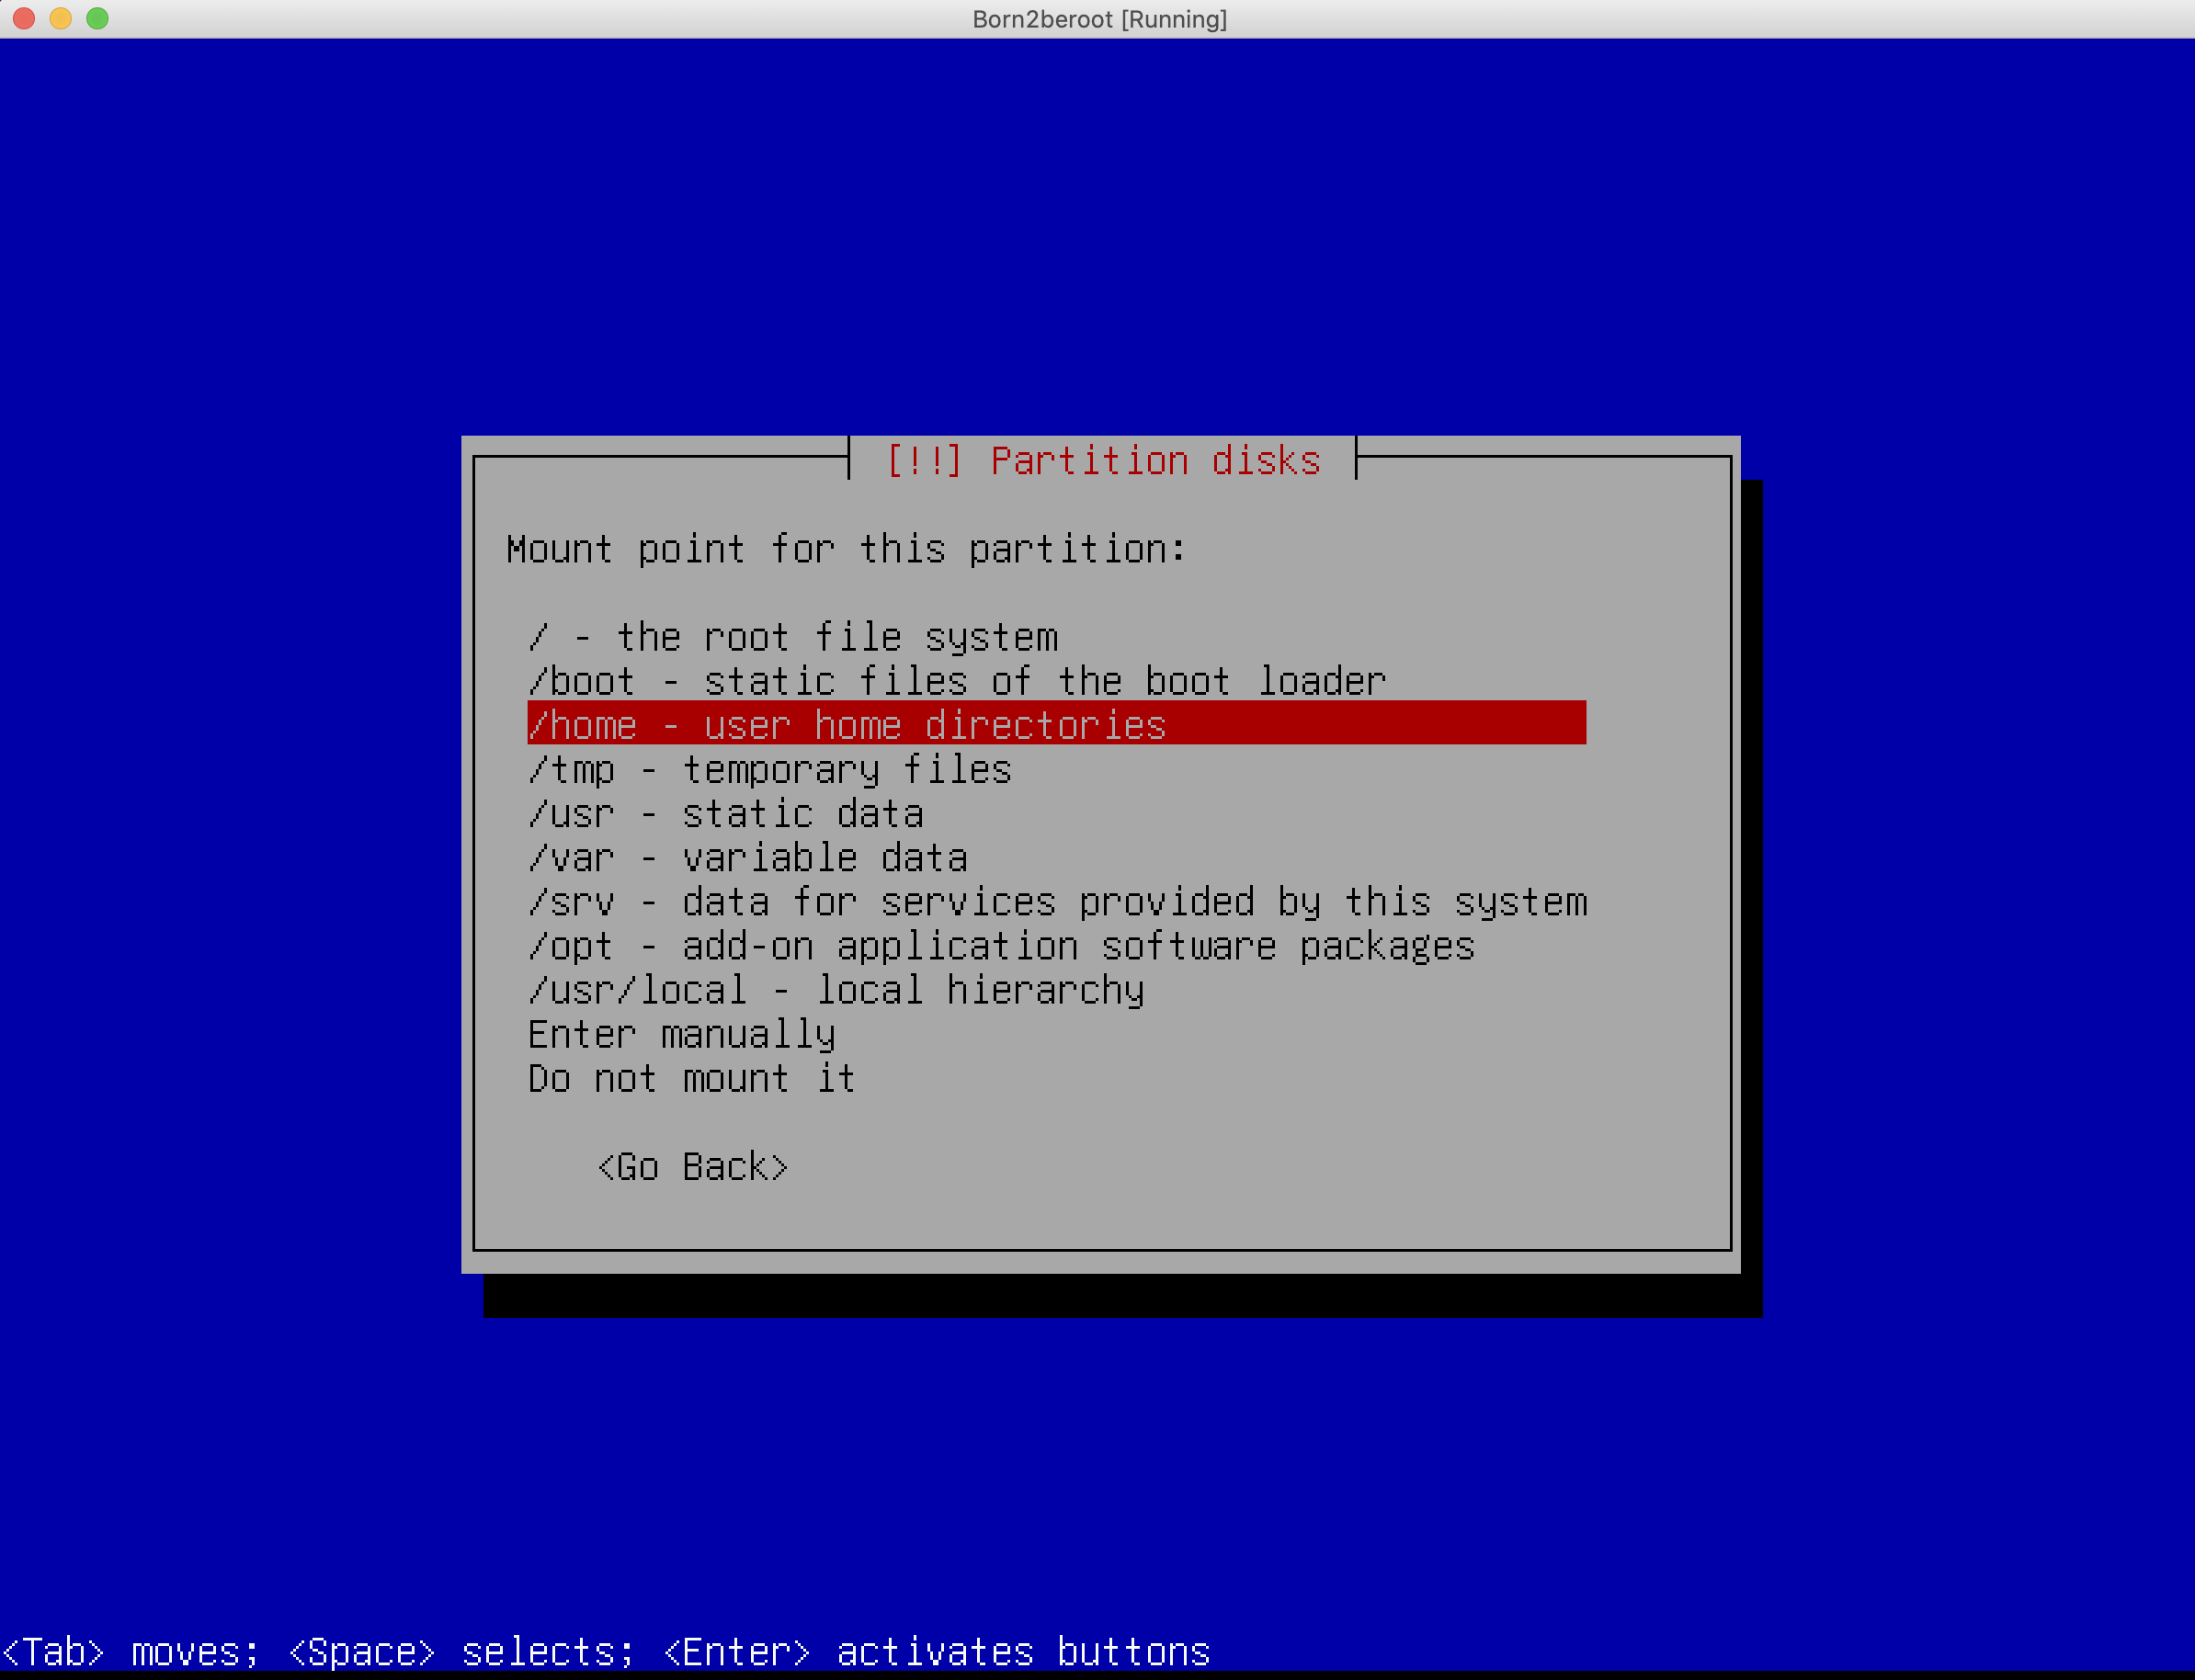 Born2beroot [Running]
[!!] Partition disks
Mount point for this partition:
/ - the root file system
/boot - static files of the boot loader
/home - user home directories
/tmp - temporary files
/usr - static data
/var - variable data
/srv - data for services provided by this system
/opt - add-on application software packages
/usr/local - local hierarchy
Enter manually
Do not mount it
<Go Back>
<Tab> moves; <Space> selects; <Enter> activates buttons